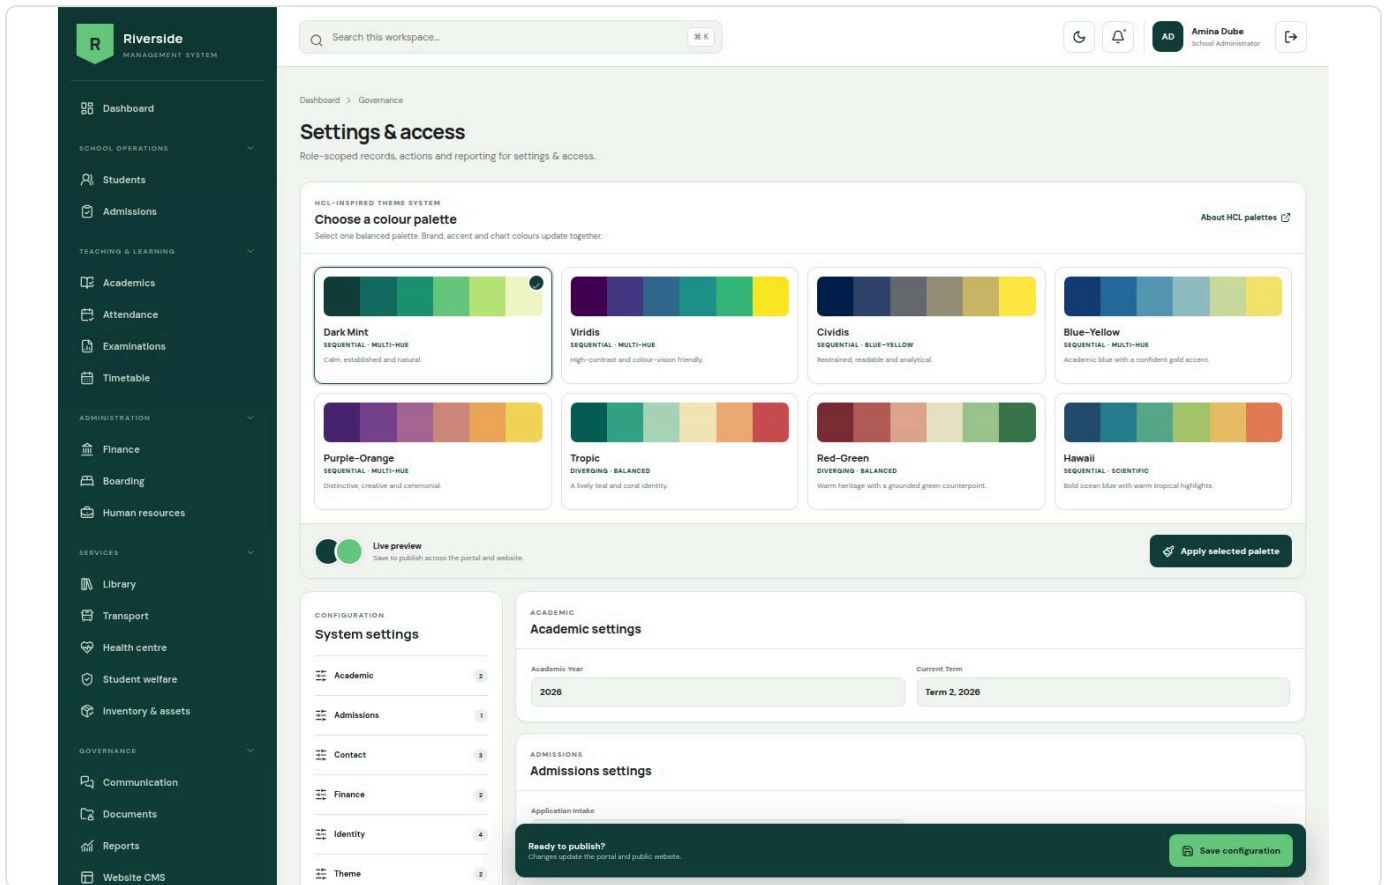 R
Riverside
MANAGEMENT SYSTEM
Dashboard
SCHOOL OPERATIONS
Students
Admissions
TEACHING & LEARNING
Academics
Attendance
Examinations
Timetable
ADMINISTRATION
Finance
Boarding
Human resources
SERVICES
Library
Transport
Health centre
Student welfare
Inventory & assets
GOVERNANCE
Communication
Documents
Reports
Website CMS
Search this workspace...
⌘ K
AD
Amina Dube
School Administrator
Dashboard > Governance
Settings & access
Role-scoped records, actions and reporting for settings & access.
HCL-INSPIRED THEME SYSTEM
Choose a colour palette
Select one balanced palette. Brand, accent and chart colours update together.
About HCL palettes
Dark Mint
SEQUENTIAL · MULTI-HUE
Calm, established and natural.
Viridis
SEQUENTIAL · MULTI-HUE
High-contrast and colour-vision friendly.
Cividis
SEQUENTIAL · BLUE-YELLOW
Restrained, readable and analytical.
Blue-Yellow
SEQUENTIAL · MULTI-HUE
Academic blue with a confident gold accent.
Purple-Orange
SEQUENTIAL · MULTI-HUE
Distinctive, creative and ceremonial.
Tropic
DIVERGING · BALANCED
A lively teal and coral identity.
Red-Green
DIVERGING · BALANCED
Warm heritage with a grounded green counterpoint.
Hawaii
SEQUENTIAL · SCIENTIFIC
Bold ocean blue with warm tropical highlights.
Live preview
Save to publish across the portal and website.
Apply selected palette
CONFIGURATION
System settings
Academic 2
Admissions 1
Contact 3
Finance 2
Identity 4
Theme 2
ACADEMIC
Academic settings
Academic Year
2026
Current Term
Term 2, 2026
ADMISSIONS
Admissions settings
Application Intake
Ready to publish?
Changes update the portal and public website.
Save configuration